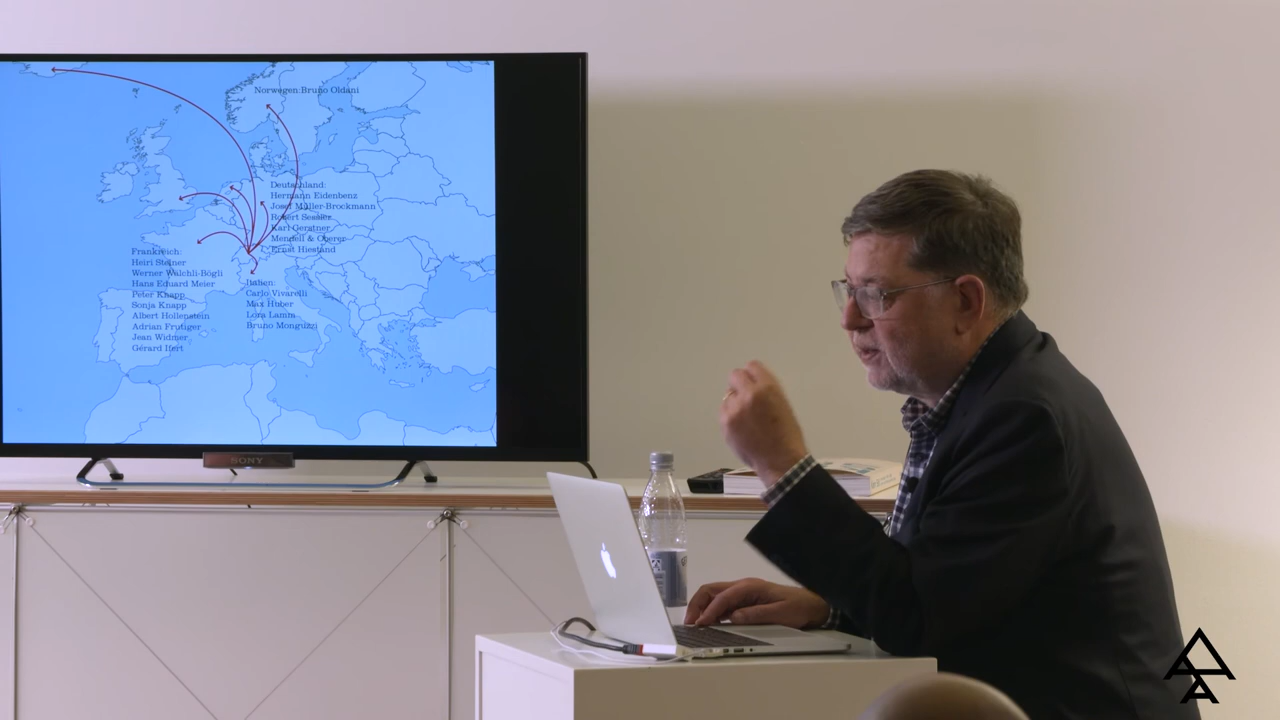 Norwegen:Bruno Oldani
Deutschland:
Hermann Eidenbenz
Josef Müller-Brockmann
Robert Sessler
Karl Gerstner
Mendell & Oberer
Ernst Hiestand
Frankreich:
Heiri Steiner
Werner Wälchli-Bögli
Hans Eduard Meier
Peter Knapp
Sonja Knapp
Albert Hollenstein
Adrian Frutiger
Jean Widmer
Gérard Ifert
Italien:
Carlo Vivarelli
Max Huber
Lora Lamm
Bruno Monguzzi
SONY